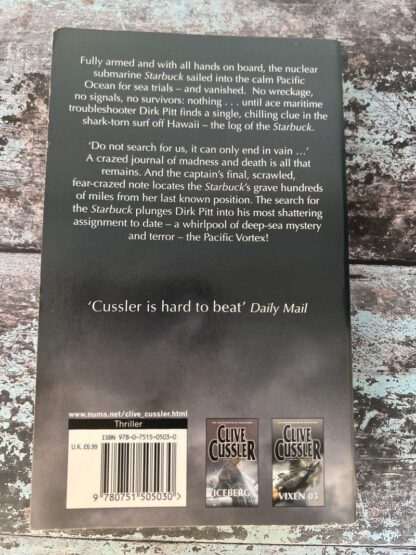 Fully armed and with all hands on board, the nuclear
submarine Starbuck sailed into the calm Pacific
Ocean for sea trials – and vanished. No wreckage,
no signals, no survivors: nothing . . . until ace maritime
troubleshooter Dirk Pitt finds a single, chilling clue in the
shark-torn surf off Hawaii – the log of the Starbuck.
‘Do not search for us, it can only end in vain …’
A crazed journal of madness and death is all that
remains. And the captain’s final, scrawled,
fear-crazed note locates the Starbuck’s grave hundreds
of miles from her last known position. The search for
the Starbuck plunges Dirk Pitt into his most shattering
assignment to date – a whirlpool of deep-sea mystery
and terror – the Pacific Vortex!
‘Cussler is hard to beat’ Daily Mail
www.numa.net/clive_cussler.html
Thriller
ISBN 978-0-7515-0503-0
U.K. £6.99
9 780751 505030 >
CLIVE
CUSSLER
ICEBERG
CLIVE
CUSSLER
VIXEN 03